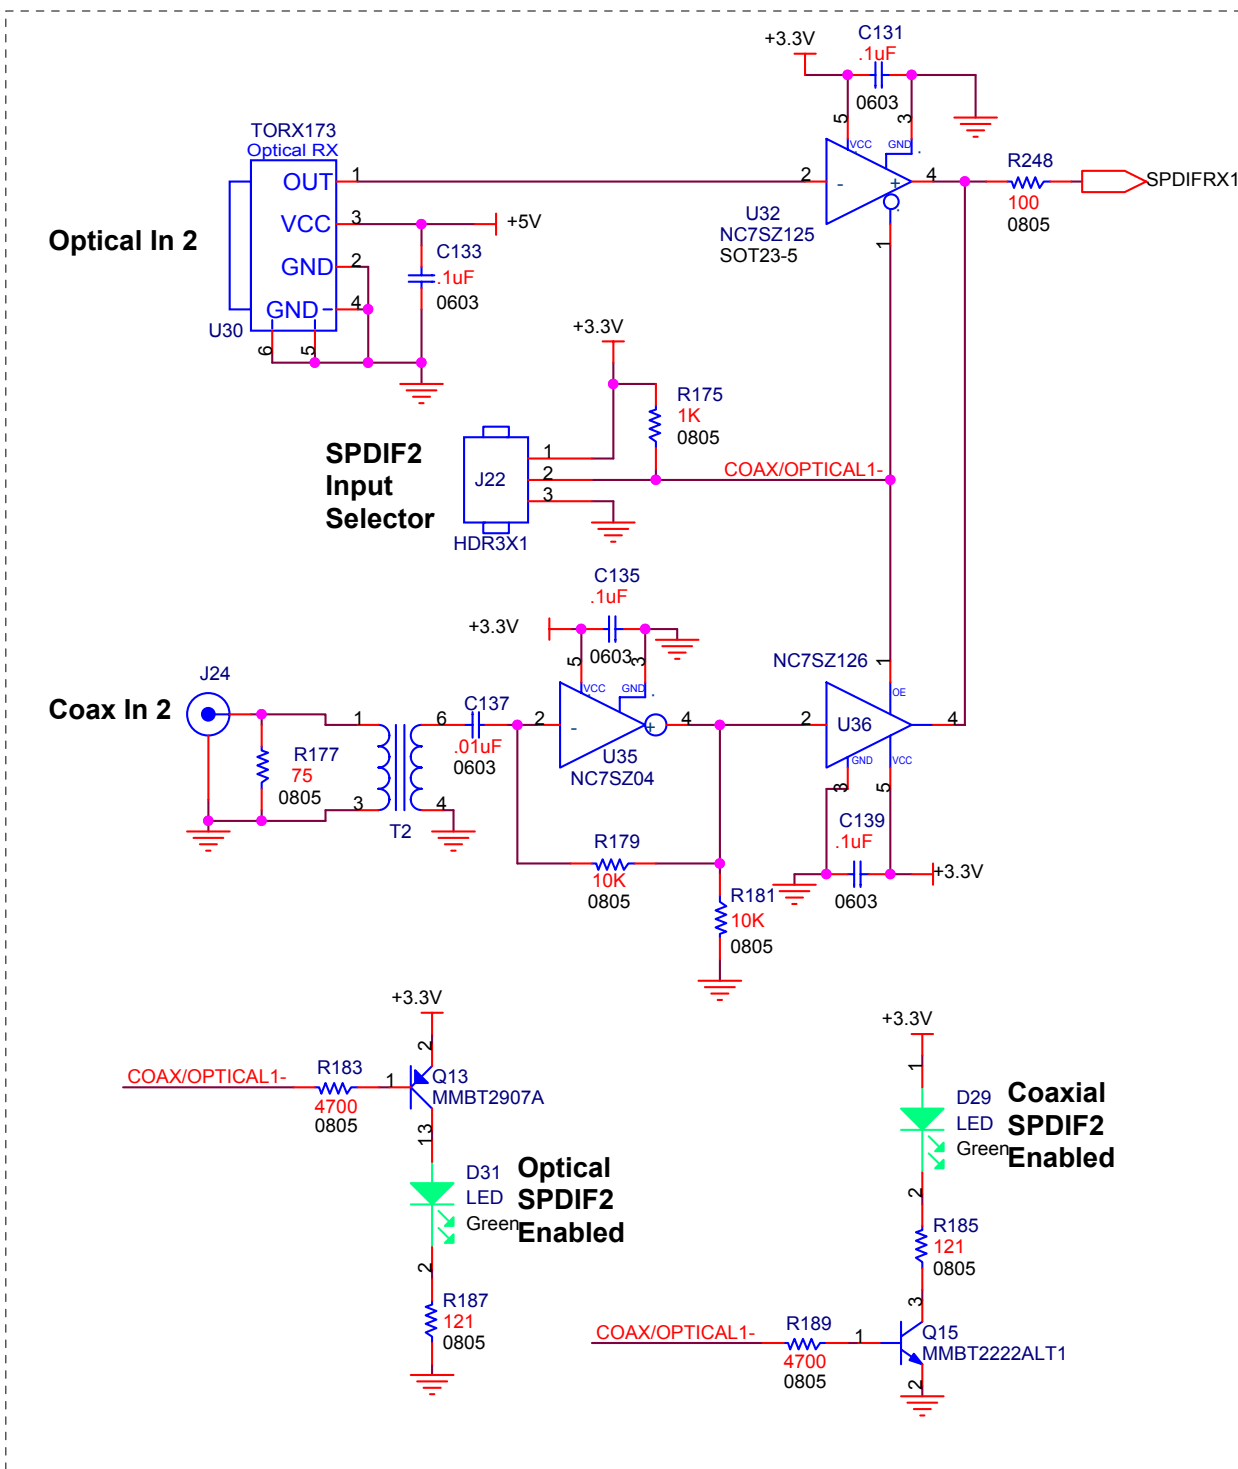 +3.3V
C131
.1uF
0603
5
3
VCC
GND
TORX173
Optical RX
OUT
1
VCC
3
+5V
GND
2
GND
4
U30
6
5
Optical In 2
C133
.1uF
0603
2
-
+
4
1
U32
NC7SZ125
SOT23-5
R248
100
0805
SPDIFRX1
+3.3V
R175
1K
0805
SPDIF2
Input
Selector
J22
1
2
3
HDR3X1
COAX/OPTICAL1-
C135
.1uF
0603
+3.3V
5
3
VCC
GND
J24
Coax In 2
R177
75
0805
1
3
6
4
T2
C137
.01uF
0603
2
-
+
4
U35
NC7SZ04
R179
10K
0805
R181
10K
0805
NC7SZ126
1
OE
2
U36
4
GND
VCC
3
5
C139
.1uF
0603
+3.3V
+3.3V
2
COAX/OPTICAL1-
R183
4700
0805
1
Q13
MMBT2907A
13
D31
LED
Green
2
Optical
SPDIF2
Enabled
R187
121
0805
+3.3V
1
D29
LED
Green
2
Coaxial
SPDIF2
Enabled
R185
121
0805
3
COAX/OPTICAL1-
R189
4700
0805
1
Q15
MMBT2222ALT1
2